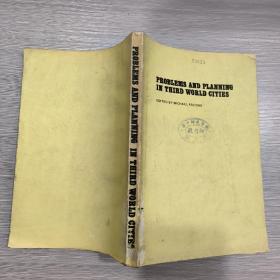 PROBLEMS AND PLANNING IN THIRD WORLD CITIES
PROBLEMS AND PLANNING
IN THIRD WORLD CITIES
EDITED BY MICHAEL PACIONE